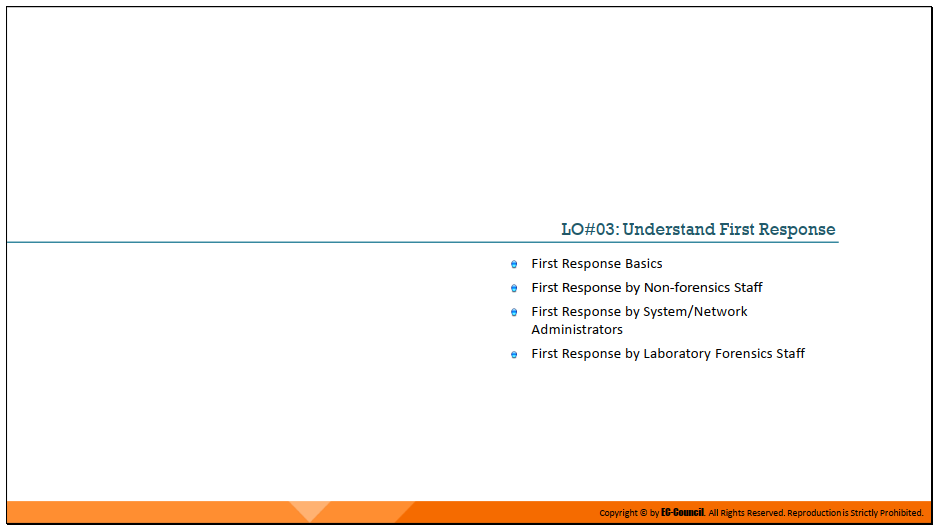 LO#03: Understand First Response
First Response Basics
First Response by Non-forensics Staff
First Response by System/Network
Administrators
First Response by Laboratory Forensics Staff
Copyright © by EC-Council. All Rights Reserved. Reproduction is Strictly Prohibited.